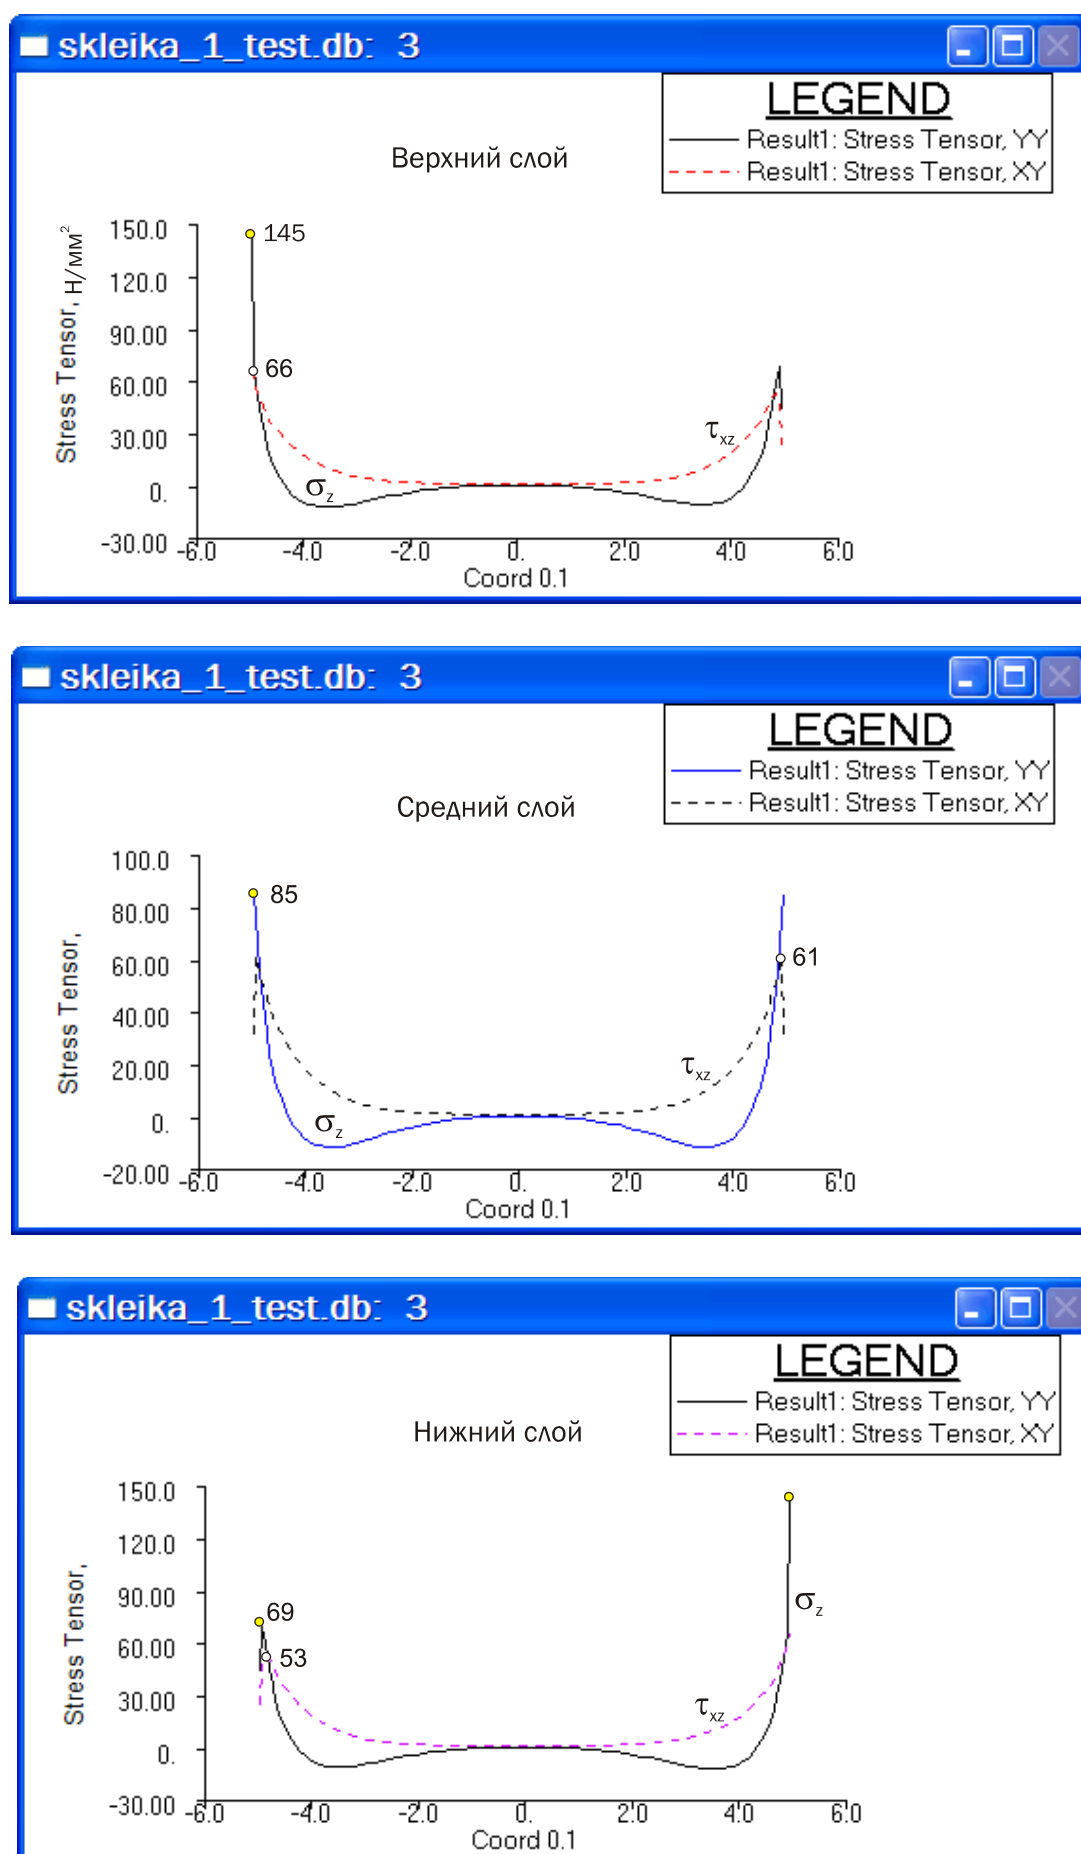 skleika_1_test.db: 3
LEGEND
Result1: Stress Tensor, YY
Result1: Stress Tensor, XY
Верхний слой
Stress Tensor, Н/мм²
150.0
120.0
90.00
60.00
30.00
0.
-30.00
145
66
σz
τxz
-6.0 -4.0 -2.0 0. 2.0 4.0 6.0
Coord 0.1
skleika_1_test.db: 3
LEGEND
Result1: Stress Tensor, YY
Result1: Stress Tensor, XY
Средний слой
Stress Tensor,
100.0
80.00
60.00
40.00
20.00
0.
-20.00
85
61
σz
τxz
-6.0 -4.0 -2.0 0. 2.0 4.0 6.0
Coord 0.1
skleika_1_test.db: 3
LEGEND
Result1: Stress Tensor, YY
Result1: Stress Tensor, XY
Нижний слой
Stress Tensor,
150.0
120.0
90.00
60.00
30.00
0.
-30.00
69
53
σz
τxz
-6.0 -4.0 -2.0 0. 2.0 4.0 6.0
Coord 0.1